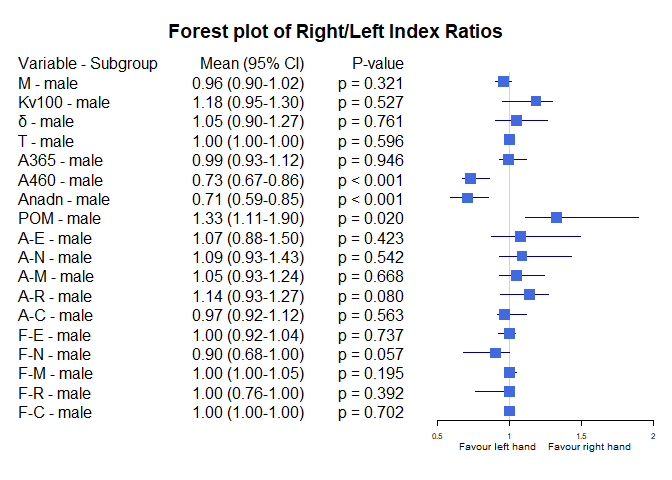 Forest plot of Right/Left Index Ratios
Variable - Subgroup Mean (95% CI) P-value
M - male 0.96 (0.90-1.02) p = 0.321
Kv100 - male 1.18 (0.95-1.30) p = 0.527
δ - male 1.05 (0.90-1.27) p = 0.761
T - male 1.00 (1.00-1.00) p = 0.596
A365 - male 0.99 (0.93-1.12) p = 0.946
A460 - male 0.73 (0.67-0.86) p < 0.001
Anadn - male 0.71 (0.59-0.85) p < 0.001
POM - male 1.33 (1.11-1.90) p = 0.020
A-E - male 1.07 (0.88-1.50) p = 0.423
A-N - male 1.09 (0.93-1.43) p = 0.542
A-M - male 1.05 (0.93-1.24) p = 0.668
A-R - male 1.14 (0.93-1.27) p = 0.080
A-C - male 0.97 (0.92-1.12) p = 0.563
F-E - male 1.00 (0.92-1.04) p = 0.737
F-N - male 0.90 (0.68-1.00) p = 0.057
F-M - male 1.00 (1.00-1.05) p = 0.195
F-R - male 1.00 (0.76-1.00) p = 0.392
F-C - male 1.00 (1.00-1.00) p = 0.702
0.5 1 1.5 2
Favour left hand Favour right hand